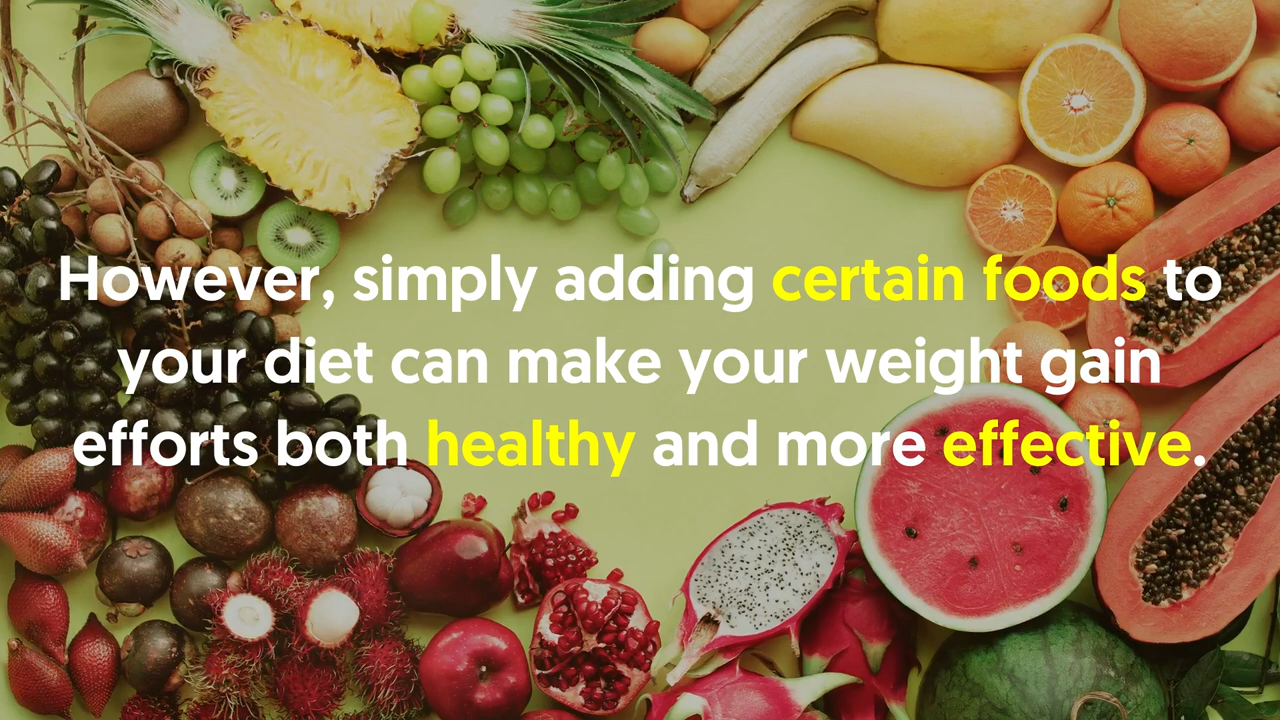 However, simply adding certain foods to
your diet can make your weight gain
efforts both healthy and more effective.